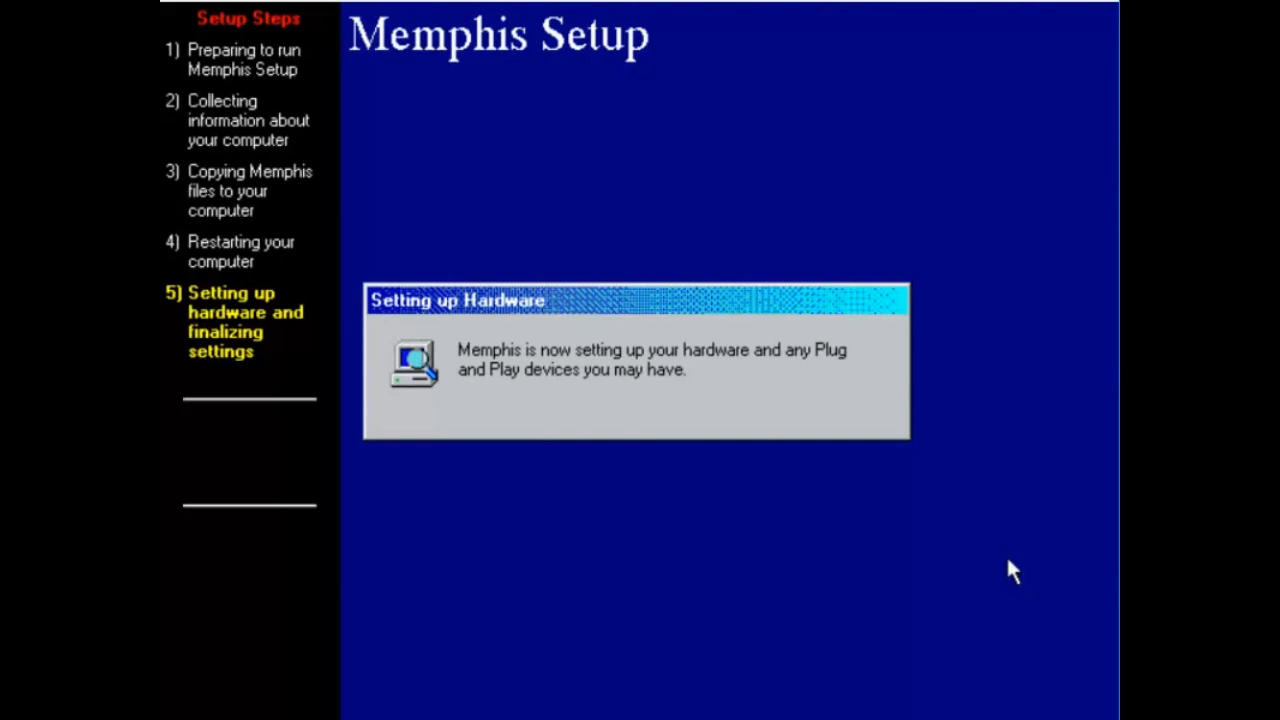 Setup Steps
1) Preparing to run
Memphis Setup
2) Collecting
information about
your computer
3) Copying Memphis
files to your
computer
4) Restarting your
computer
5) Setting up
hardware and
finalizing
settings
Memphis Setup
Setting up Hardware
Memphis is now setting up your hardware and any Plug
and Play devices you may have.